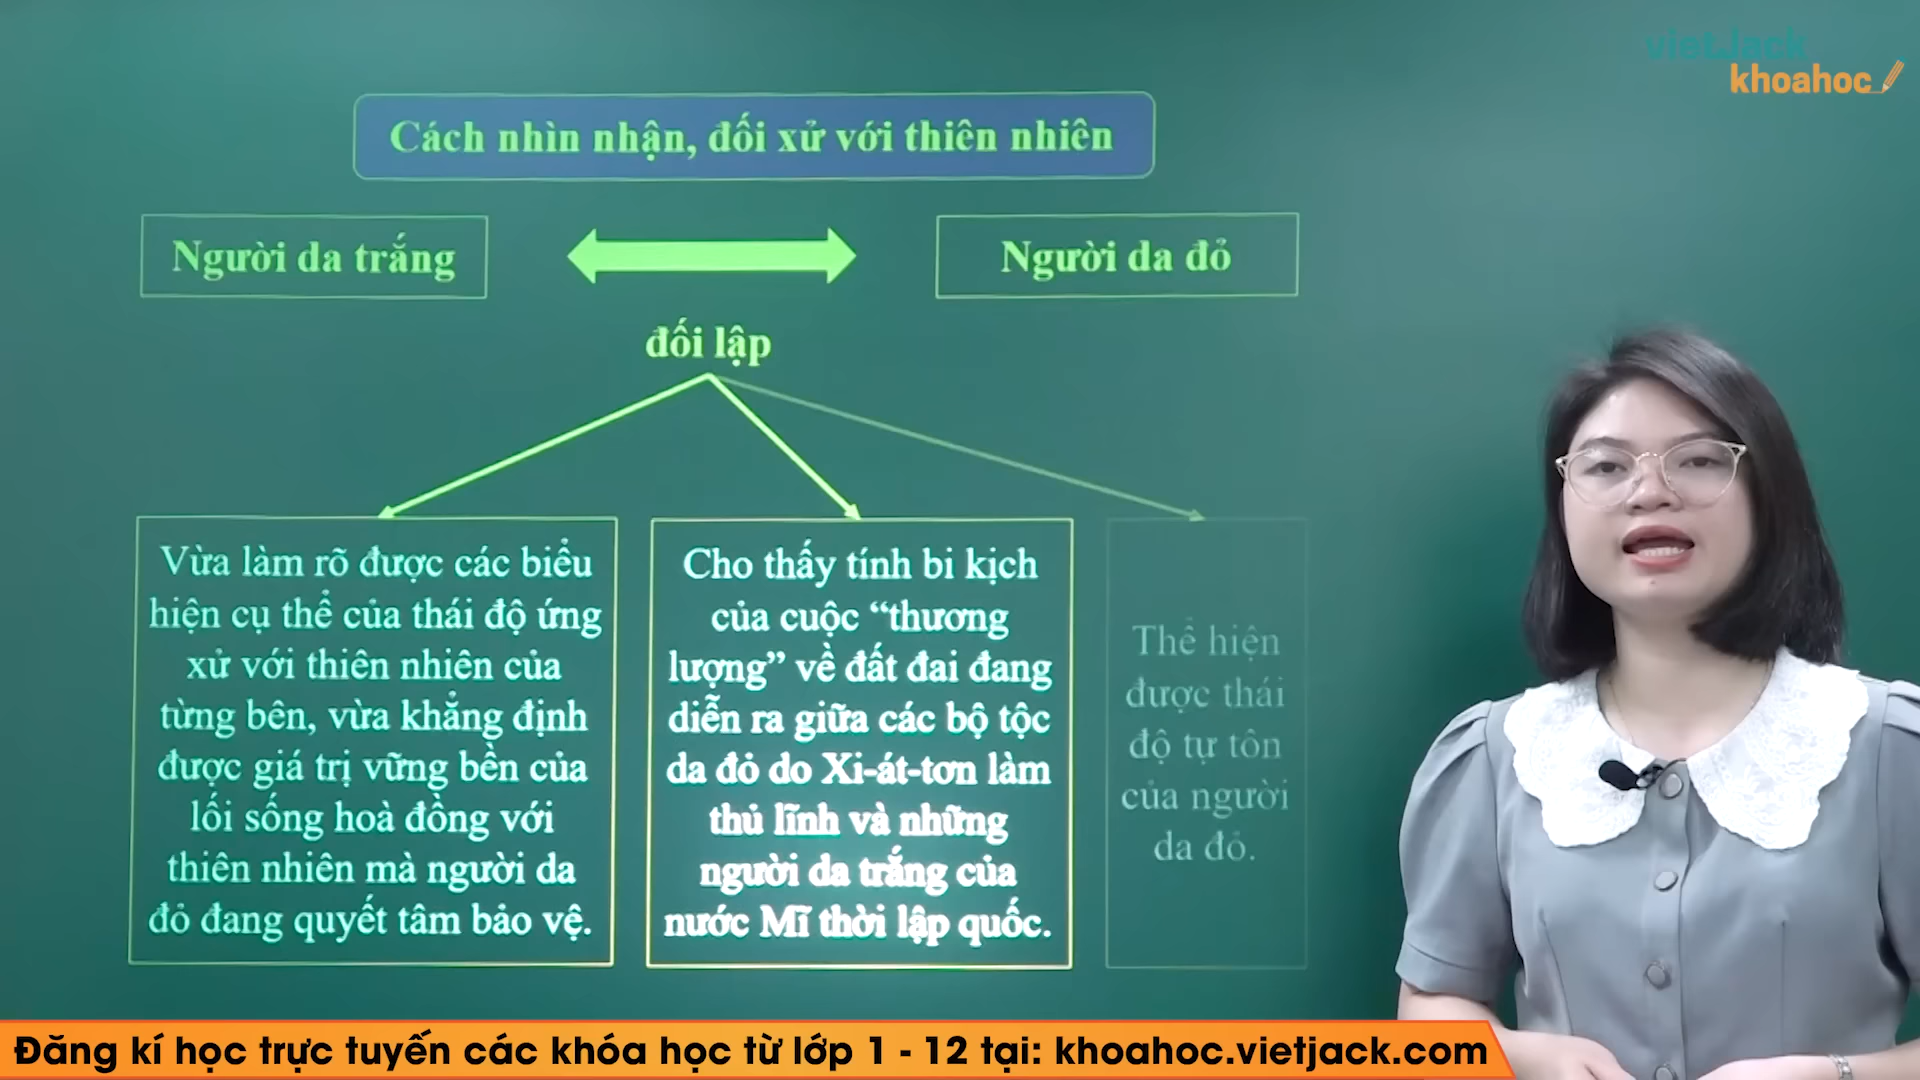 vietJack
khoahoc
Cách nhìn nhận, đối xử với thiên nhiên
Người da trắng
Người da đỏ
đối lập
Vừa làm rõ được các biểu
hiện cụ thể của thái độ ứng
xử với thiên nhiên của
từng bên, vừa khẳng định
được giá trị vững bền của
lối sống hoà đồng với
thiên nhiên mà người da
đỏ đang quyết tâm bảo vệ.
Cho thấy tính bi kịch
của cuộc “thương
lượng” về đất đai đang
diễn ra giữa các bộ tộc
da đỏ do Xi-át-tơn làm
thủ lĩnh và những
người da trắng của
nước Mĩ thời lập quốc.
Thể hiện
được thái
độ tự tôn
của người
da đỏ.
Đăng kí học trực tuyến các khóa học từ lớp 1 - 12 tại: khoahoc.vietjack.com